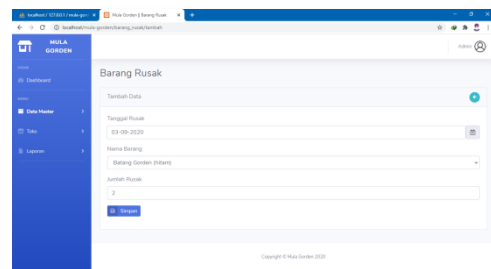 localhost / 127.0.0.1 / mula-gord
Mula Gorden || Barang Rusak
localhost/mula-gorden/barang_rusak/tambah
MULA
GORDEN
Admin
HOME
Dashboard
MENU
Data Master
Toko
Laporan
Barang Rusak
Tambah Data
Tanggal Rusak
03-09-2020
Nama Barang
Batang Gorden (hitam)
Jumlah Rusak
2
Simpan
Copyright © Mula Gorden 2020